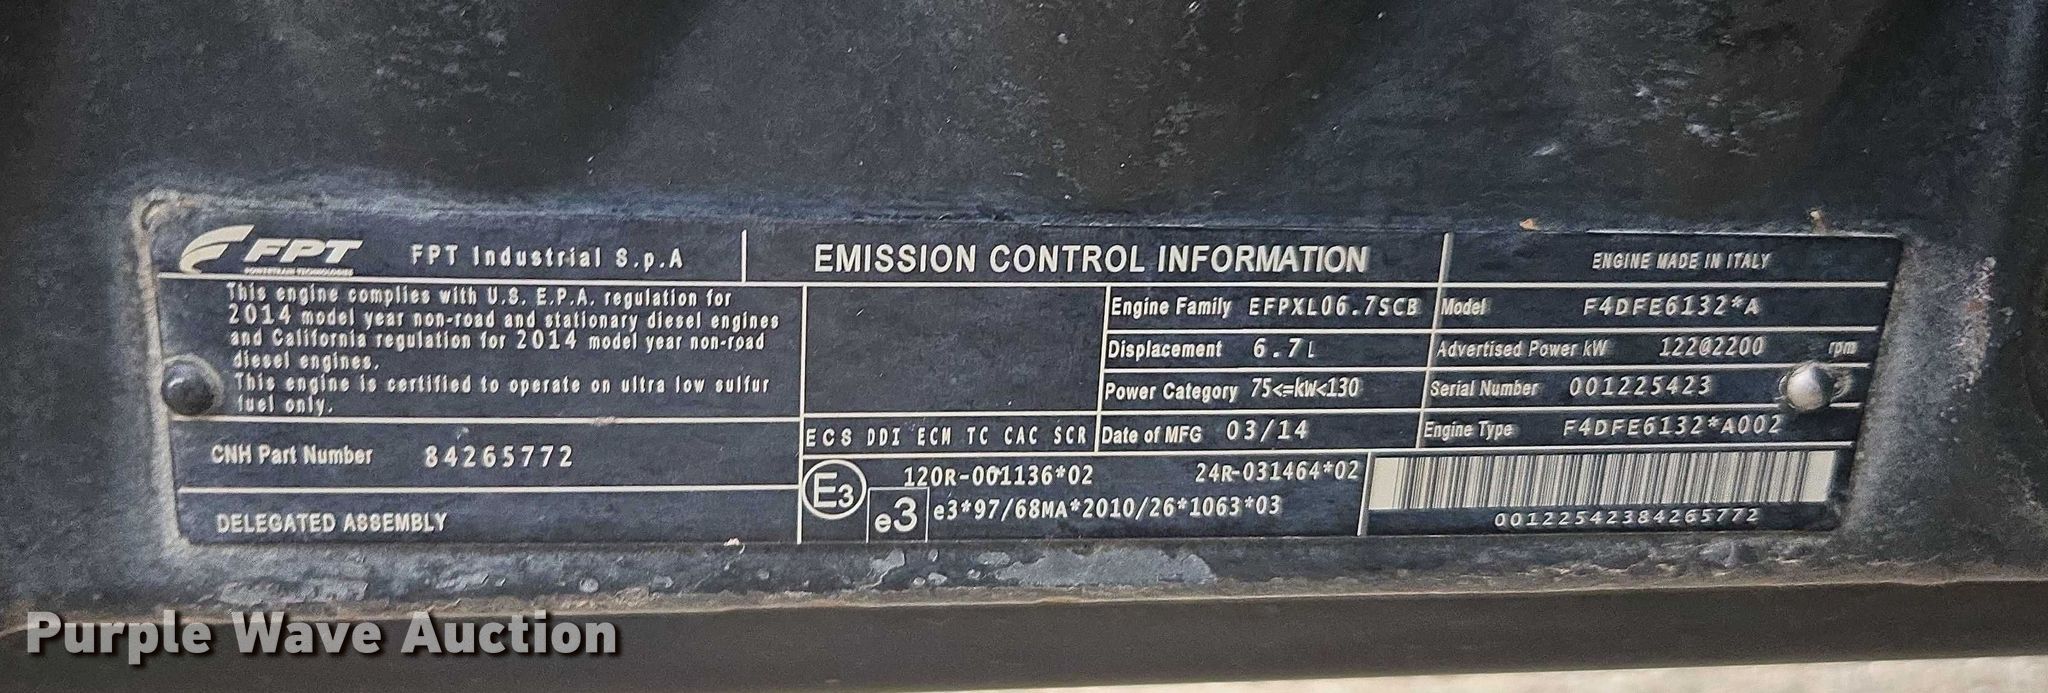 FPT
POWERTRAIN TECHNOLOGIES
FPT Industrial S.p.A
EMISSION CONTROL INFORMATION
ENGINE MADE IN ITALY
This engine complies with U.S. E.P.A. regulation for
2014 model year non-road and stationary diesel engines
and California regulation for 2014 model year non-road
diesel engines.
This engine is certified to operate on ultra low sulfur
fuel only.
CNH Part Number 84265772
DELEGATED ASSEMBLY
ECS DDI ECM TC CAC SCR
Engine Family EFPXL06.7SCB
Displacement 6.7 L
Power Category 75<=kW<130
Date of MFG 03/14
Model F4DFE6132*A
Advertised Power kW 122@2200 rpm
Serial Number 001225423
Engine Type F4DFE6132*A002
E3
120R-001136*02 24R-031464*02
e3 e3*97/68MA*2010/26*1063*03
00122542384265772
Purple Wave Auction